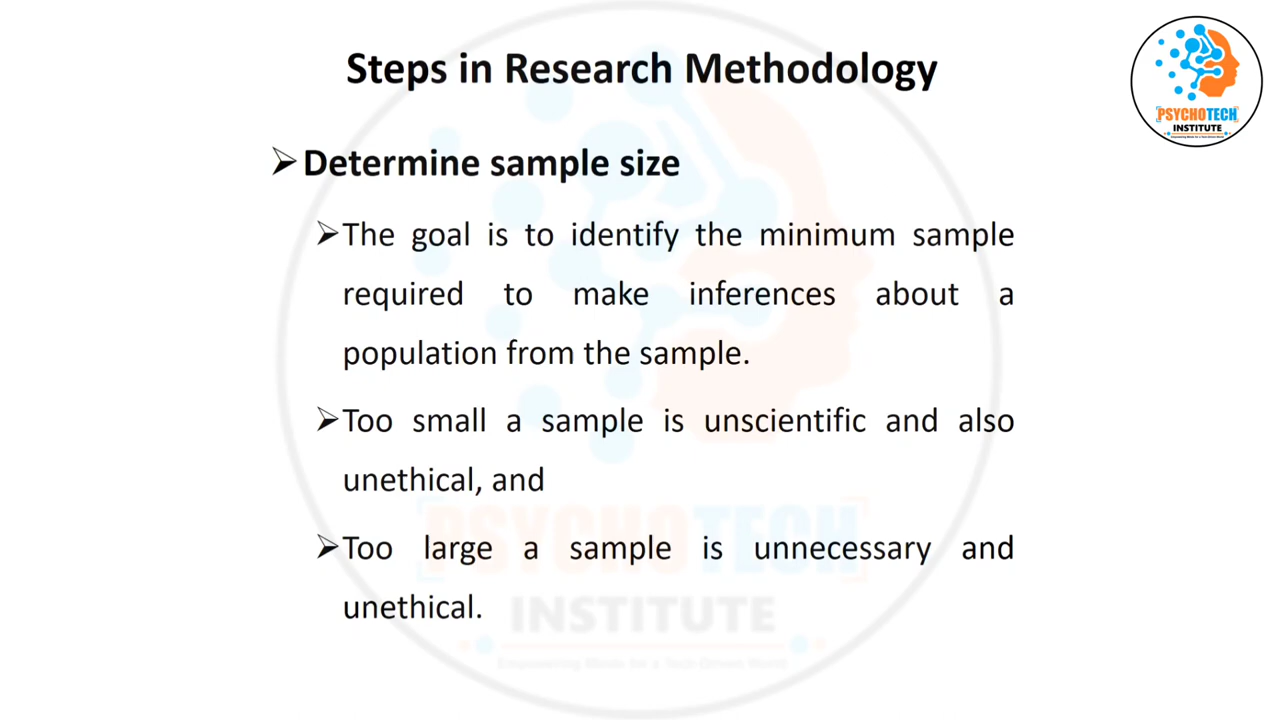 Steps in Research Methodology
PSYCHOTECH
INSTITUTE
Determine sample size
The goal is to identify the minimum sample
required to make inferences about a
population from the sample.
Too small a sample is unscientific and also
unethical, and
Too large a sample is unnecessary and
unethical.
PSYCHOTECH
INSTITUTE